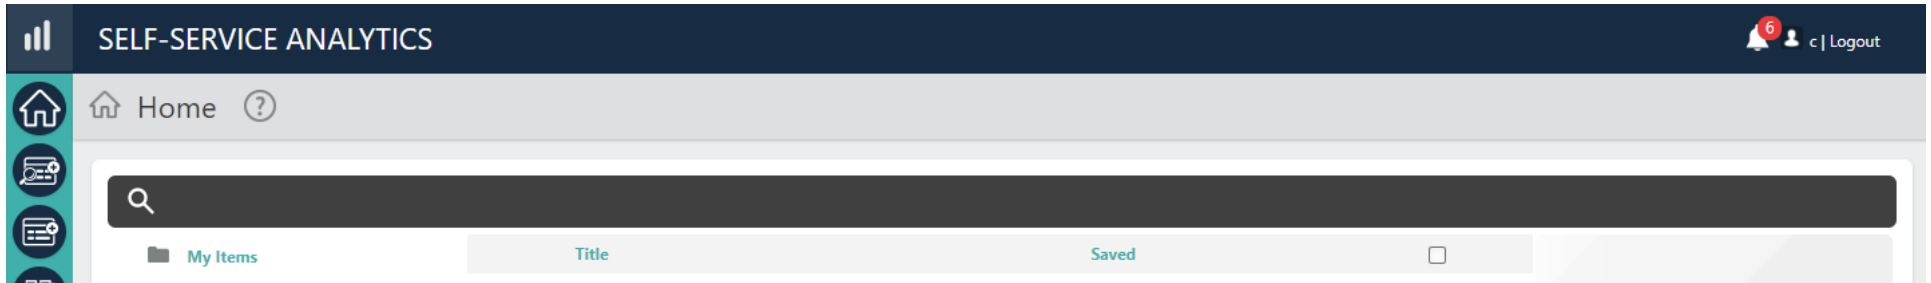 SELF-SERVICE ANALYTICS
6
c | Logout
Home ?
My Items Title Saved